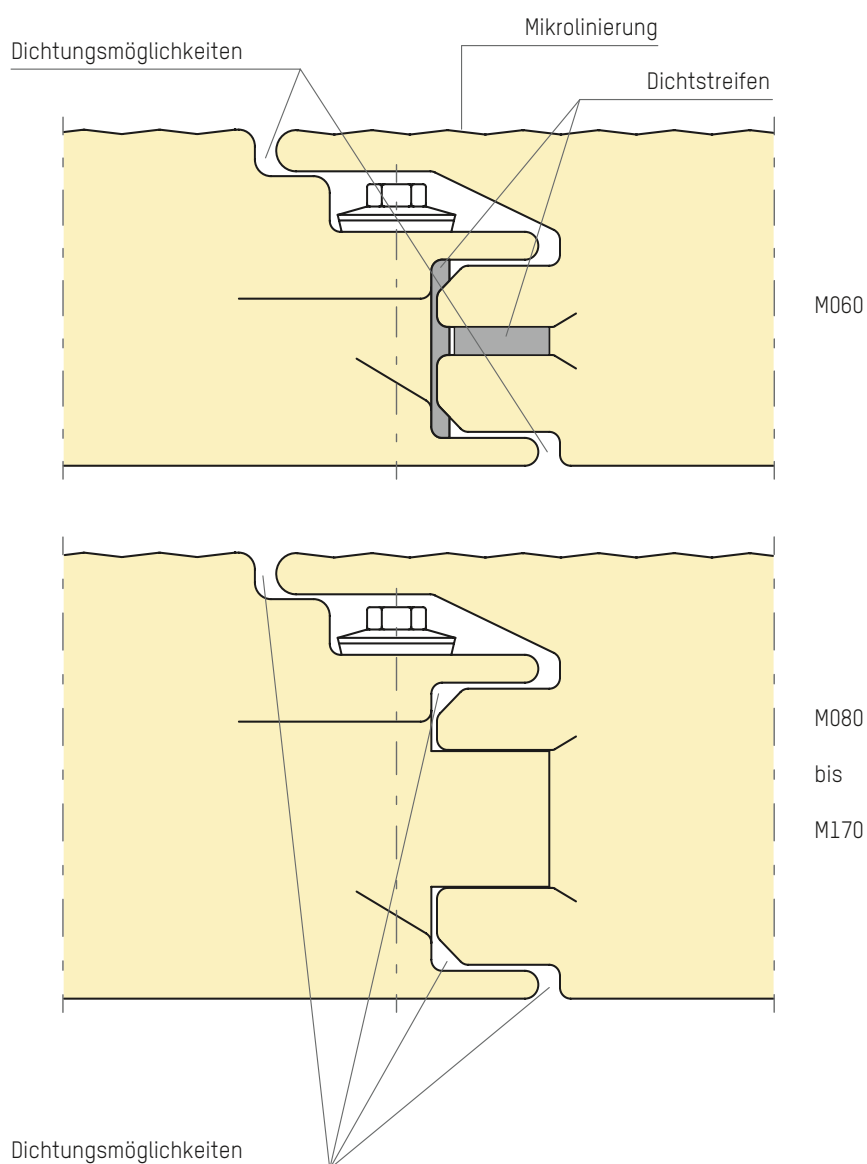 Mikrolinierung
Dichtungsmöglichkeiten
Dichtstreifen
M060
M080
bis
M170
Dichtungsmöglichkeiten